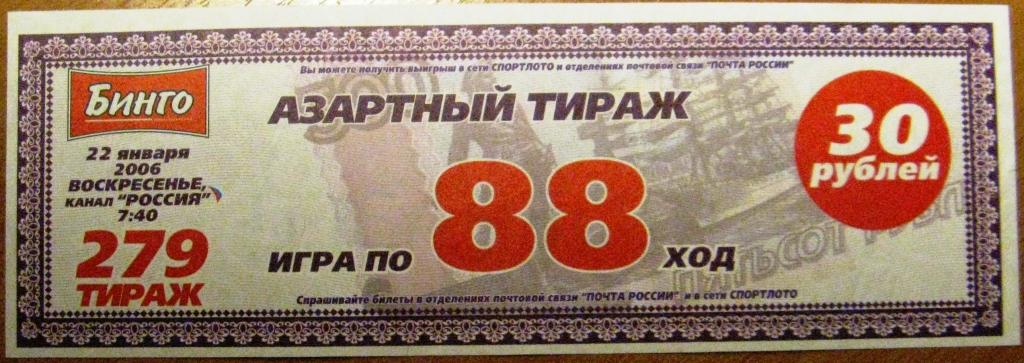 Вы можете получить выигрыш в сети СПОРТЛОТО и отделениях почтовой связи "ПОЧТА РОССИИ"
Бинго
АЗАРТНЫЙ ТИРАЖ
30
рублей
22 января
2006
ВОСКРЕСЕНЬЕ,
КАНАЛ "РОССИЯ"
7:40
279
ТИРАЖ
ИГРА ПО 88 ХОД
Спрашивайте билеты в отделениях почтовой связи "ПОЧТА РОССИИ" и в сети СПОРТЛОТО
ПЯТЬСОТ РУБЛ